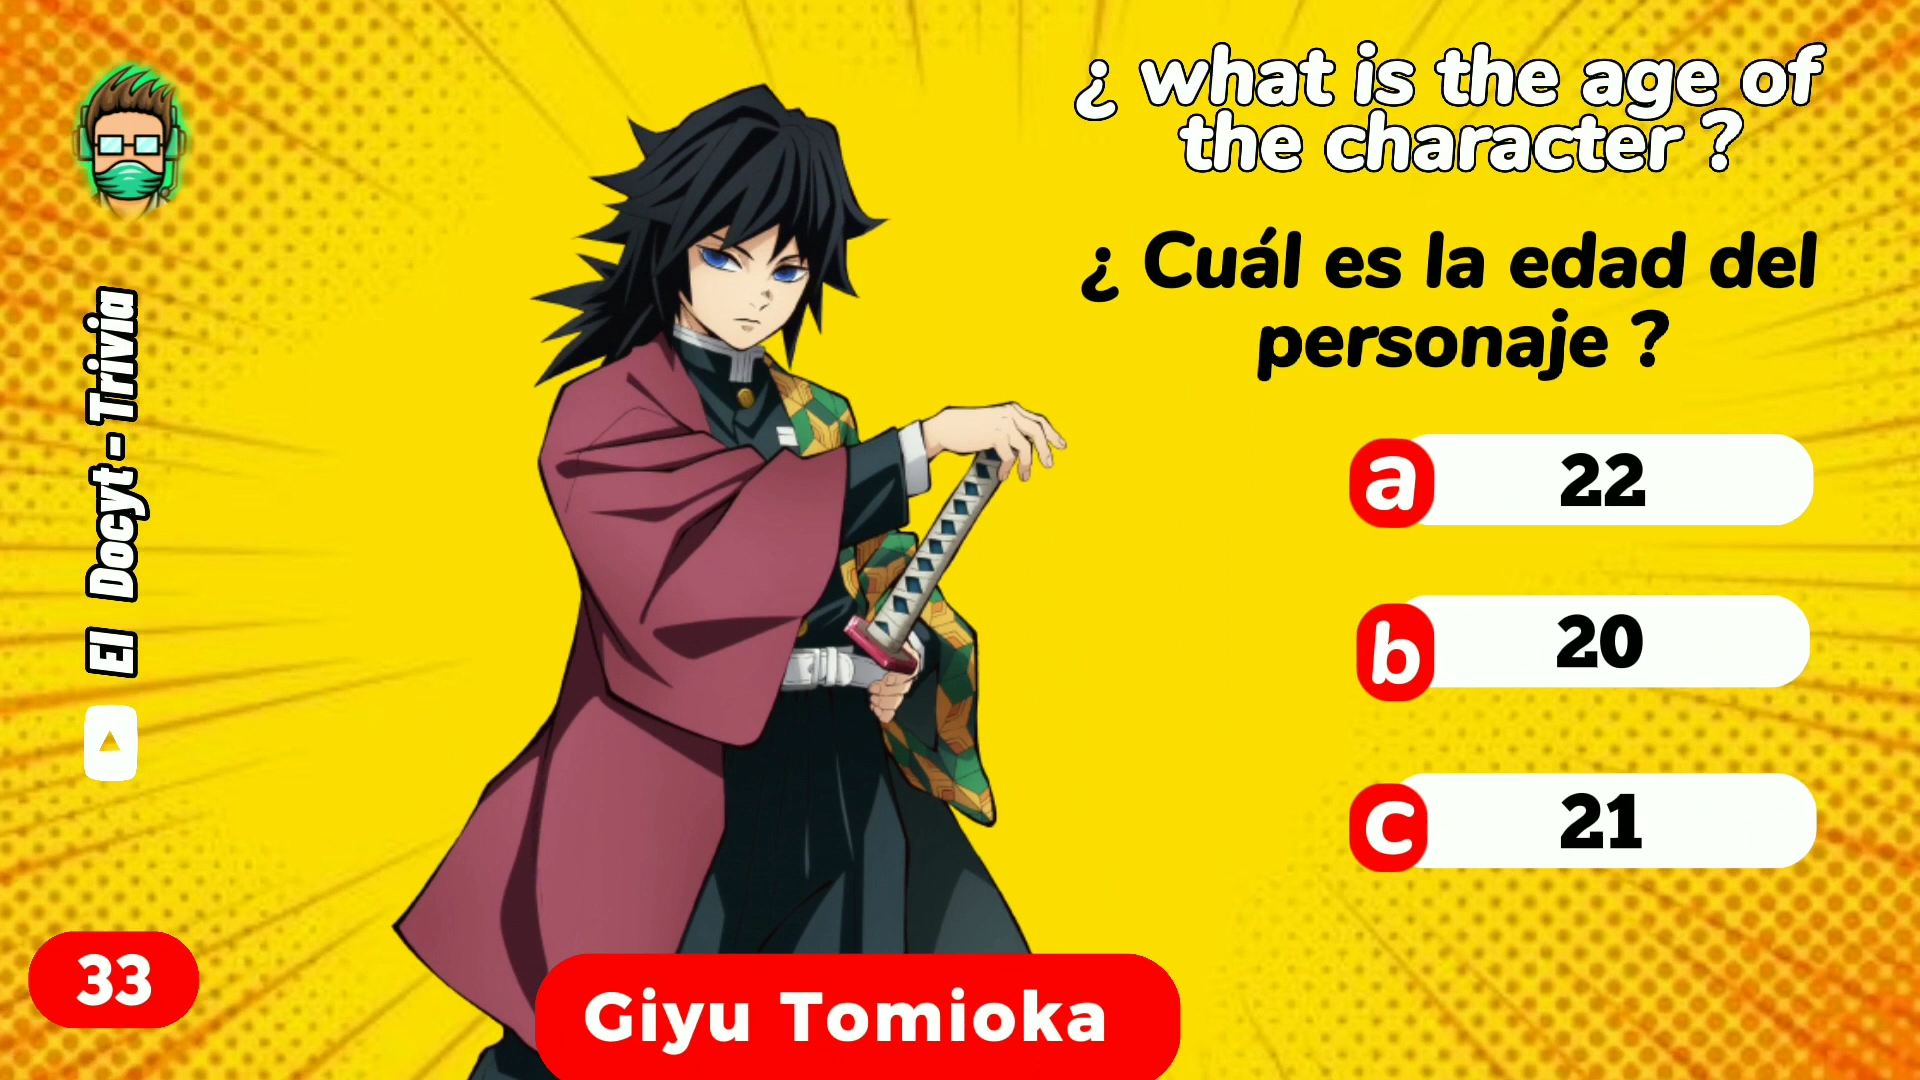 ¿ what is the age of
the character ?
¿ Cuál es la edad del
personaje ?
a 22
b 20
c 21
El Docyt - Trivia
33
Giyu Tomioka